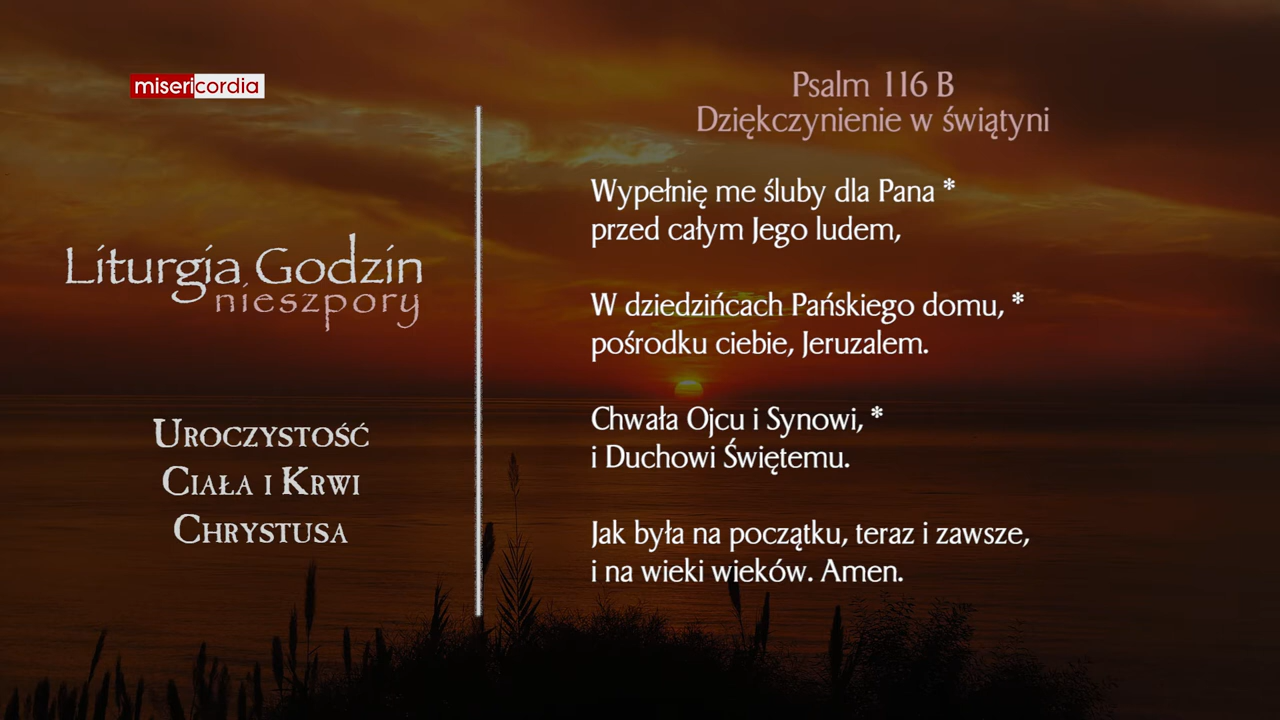 misericordia
Liturgia Godzin
nieszpory
Uroczystość
Ciała i Krwi
Chrystusa
Psalm 116 B
Dziękczynienie w świątyni
Wypełnię me śluby dla Pana *
przed całym Jego ludem,
W dziedzińcach Pańskiego domu, *
pośrodku ciebie, Jeruzalem.
Chwała Ojcu i Synowi, *
i Duchowi Świętemu.
Jak była na początku, teraz i zawsze,
i na wieki wieków. Amen.